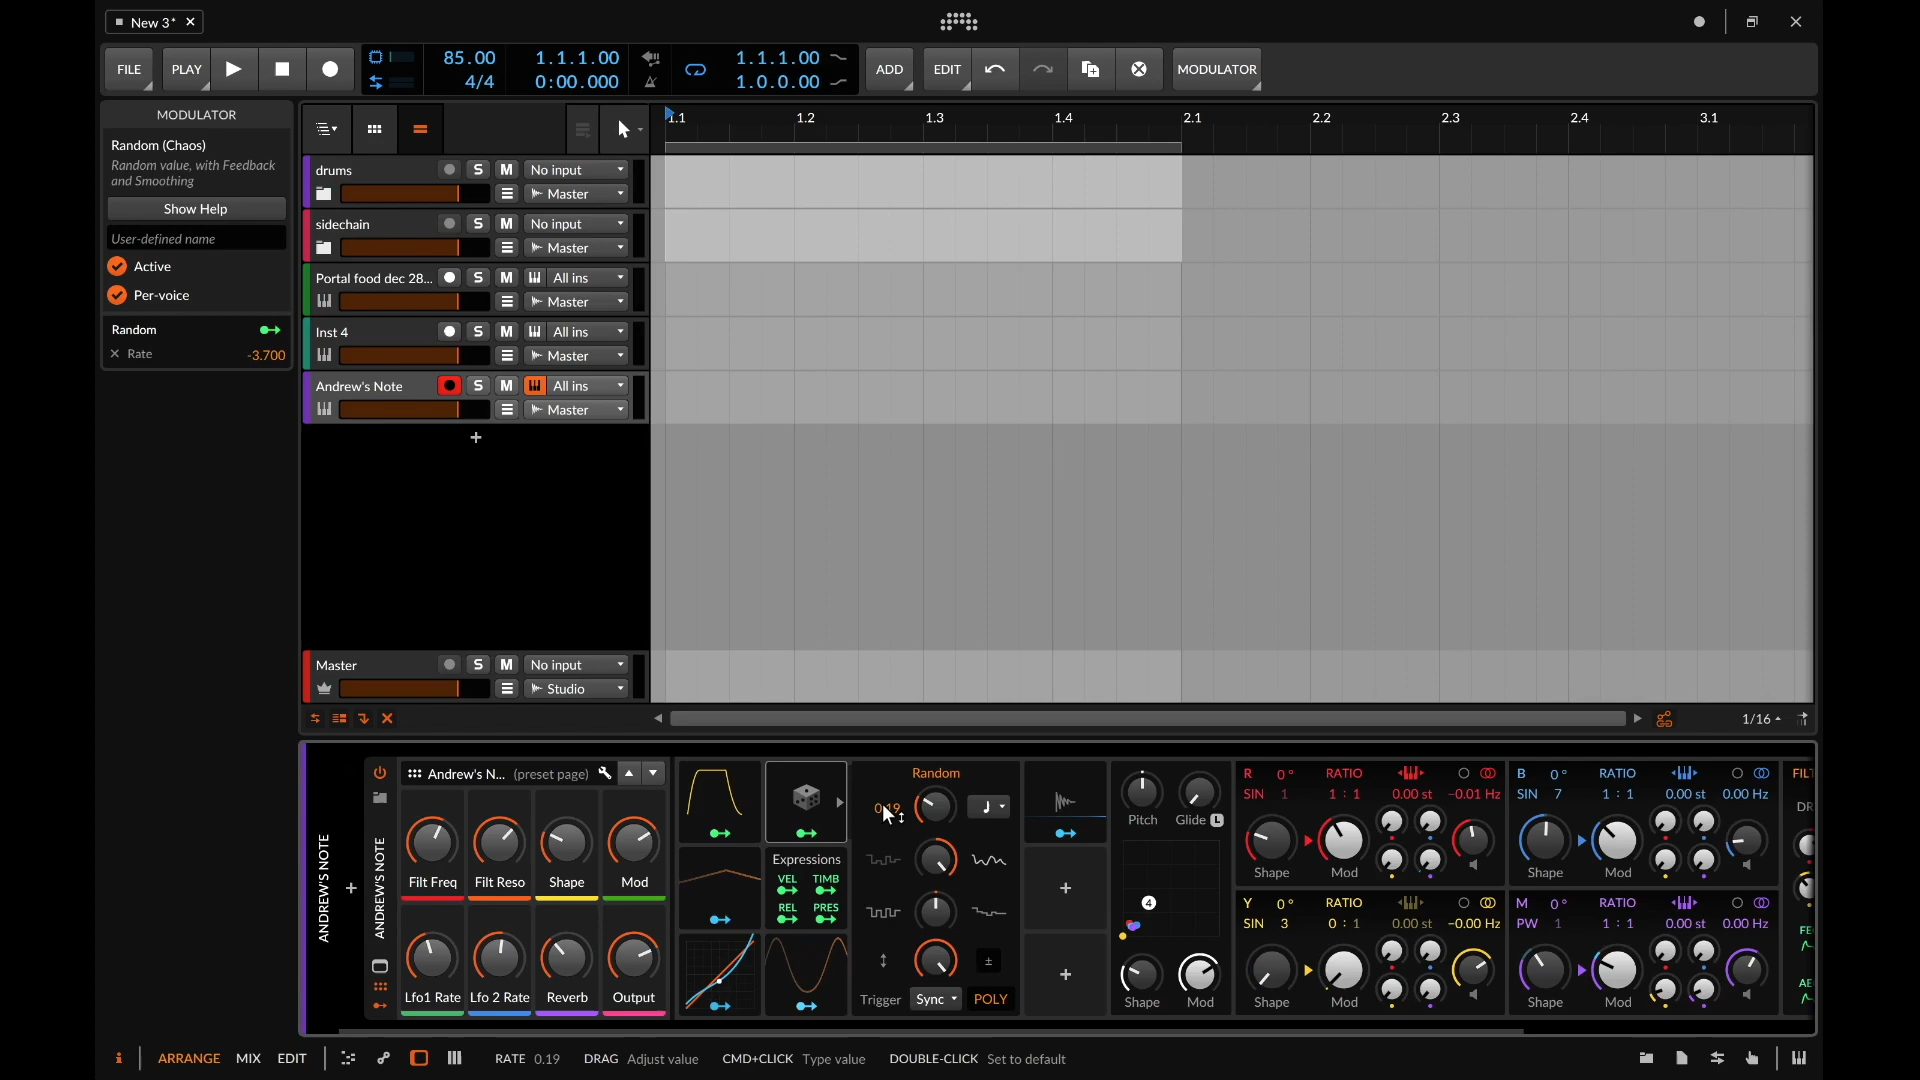 New 3*
FILE
PLAY
85.00
4/4
1.1.1.00
0:00.000
1.1.1.00
1.0.0.00
ADD
EDIT
MODULATOR
MODULATOR
Random (Chaos)
Random value, with Feedback
and Smoothing
Show Help
User-defined name
Active
Per-voice
Random
Rate -3.700
1.1 1.2 1.3 1.4 2.1 2.2 2.3 2.4 3.1
drums S M No input
Master
sidechain S M No input
Master
Portal food dec 28... S M All ins
Master
Inst 4 S M All ins
Master
Andrew's Note S M All ins
Master
+
Master S M No input
Studio
1/16
ANDREW'S NOTE
+
ANDREW'S NOTE
Andrew's N... (preset page)
Filt Freq Filt Reso Shape Mod
Lfo1 Rate Lfo 2 Rate Reverb Output
Expressions
VEL TIMB
REL PRES
Random
0.19
±
Trigger Sync POLY
+
+
Pitch Glide L
4
Shape Mod
R 0° RATIO
SIN 1 1 : 1 0.00 st -0.01 Hz
Shape Mod
B 0° RATIO
SIN 7 1 : 1 0.00 st 0.00 Hz
Shape Mod
Y 0° RATIO
SIN 3 0 : 1 0.00 st -0.00 Hz
Shape Mod
M 0° RATIO
PW 1 1 : 1 0.00 st 0.00 Hz
Shape Mod
FILT
DR
FE
AE
i ARRANGE MIX EDIT RATE 0.19 DRAG Adjust value CMD+CLICK Type value DOUBLE-CLICK Set to default